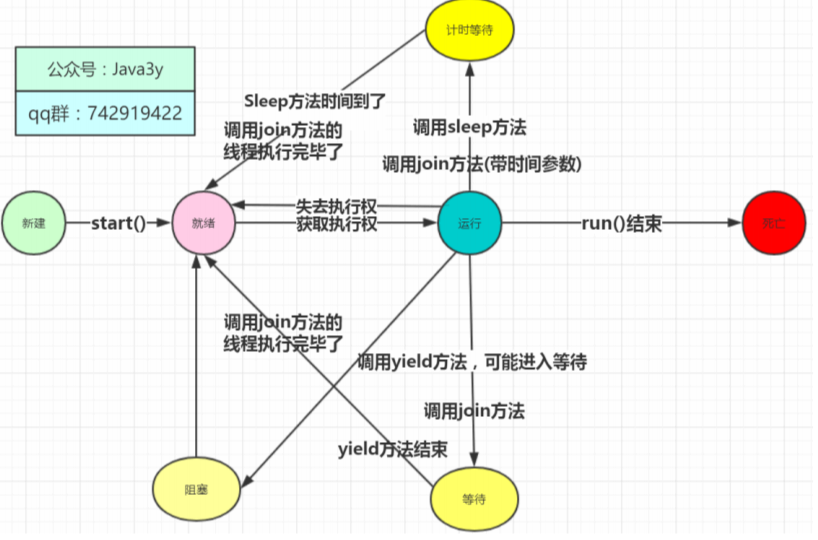 计时等待
公众号：Java3y
qq群：742919422
Sleep方法时间到了
调用join方法的
线程执行完毕了
调用sleep方法
调用join方法(带时间参数)
新建
start()
就绪
失去执行权
获取执行权
运行
run()结束
死亡
调用join方法的
线程执行完毕了
调用yield方法，可能进入等待
调用join方法
yield方法结束
阻塞
等待